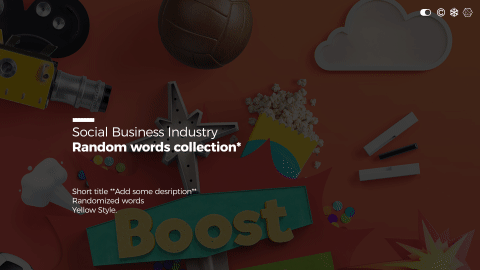 Social Business Industry
Random words collection*
Short title "Add some desription"*
Randomized words
Yellow Style.
Boost